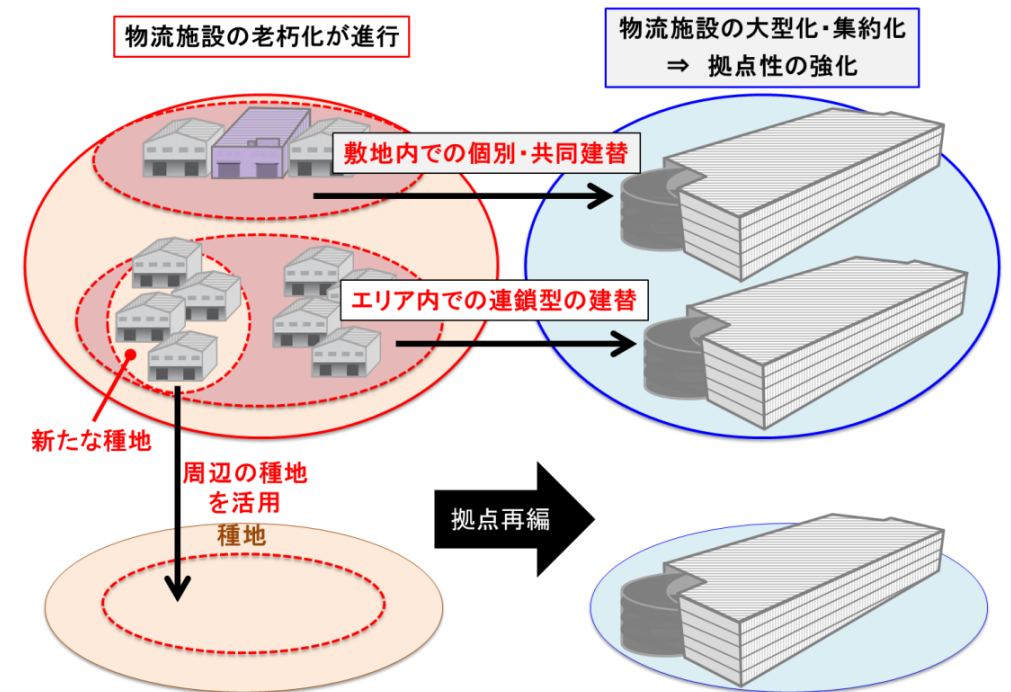 物流施設の老朽化が進行
物流施設の大型化・集約化
⇒ 拠点性の強化
敷地内での個別・共同建替
エリア内での連鎖型の建替
新たな種地
周辺の種地
を活用
種地
拠点再編